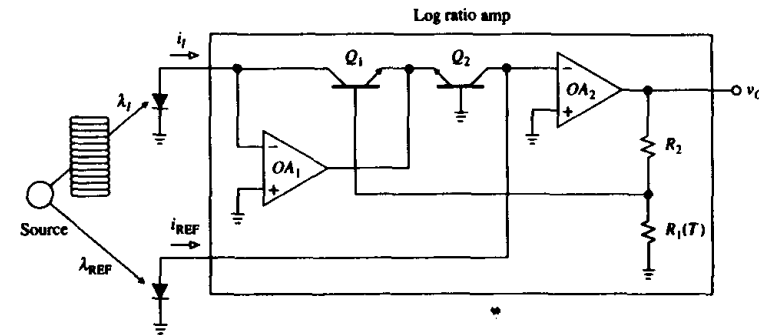 Log ratio amp
i_I
Q_1
Q_2
λ_I
−
+
OA_1
−
+
OA_2
v_O
R_2
Source
i_REF
R_1(T)
λ_REF